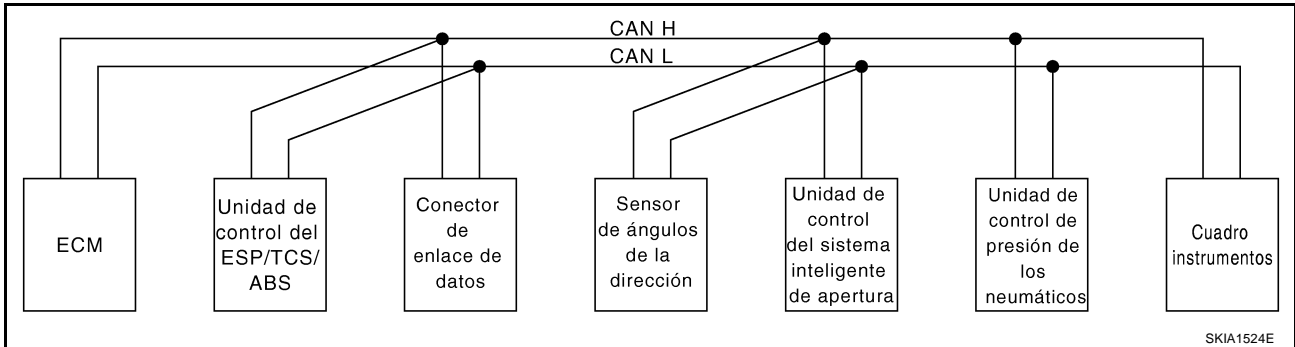 CAN H
CAN L
ECM
Unidad de
control del
ESP/TCS/
ABS
Conector
de
enlace de
datos
Sensor
de ángulos
de la
dirección
Unidad de
control
del sistema
inteligente
de apertura
Unidad de
control de
presión de
los
neumáticos
Cuadro
instrumentos
SKIA1524E